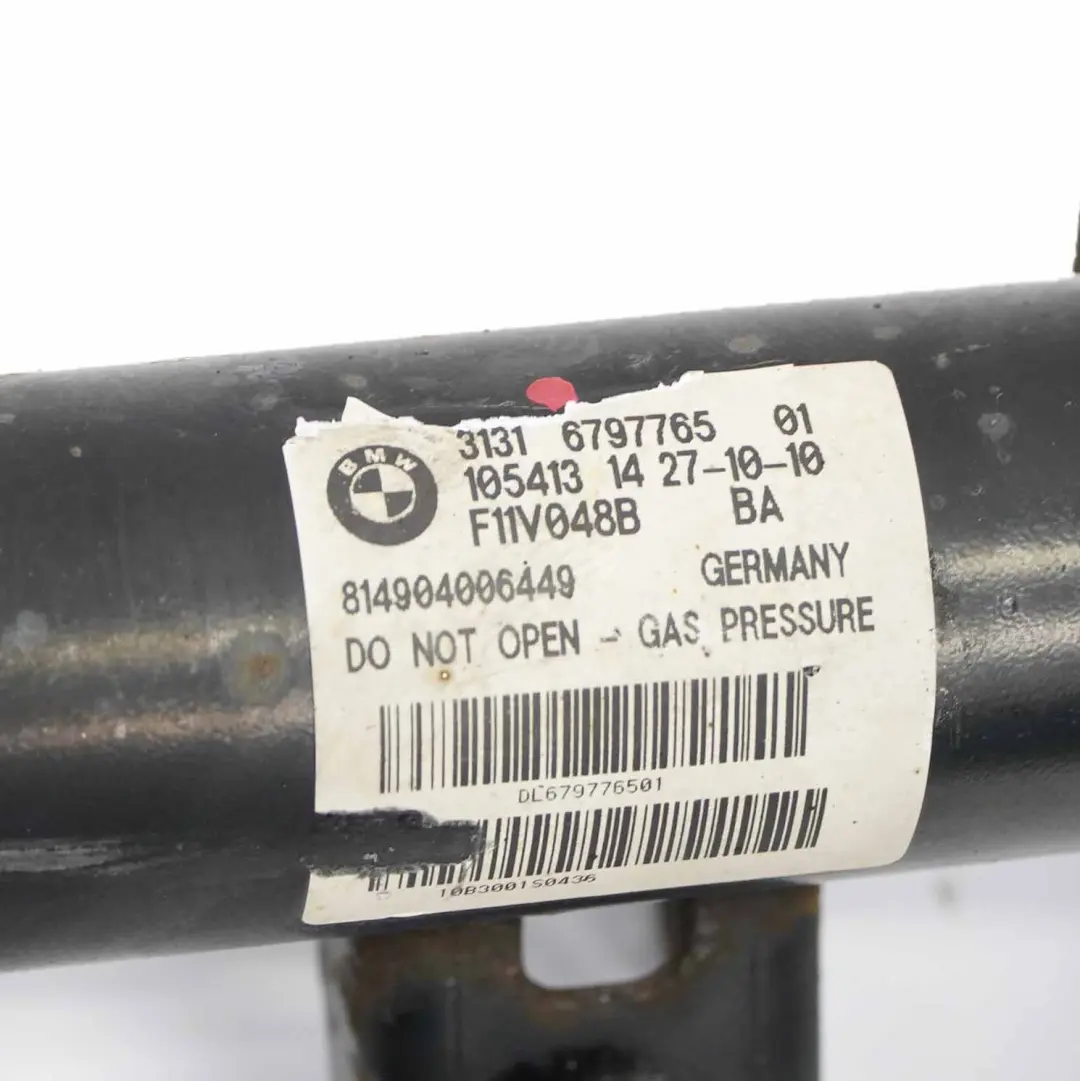 BMW
3131 6797765 01
105413 14 27-10-10
F11V048B BA
814904006449 GERMANY
DO NOT OPEN - GAS PRESSURE
DL679776501
10B3001S0436